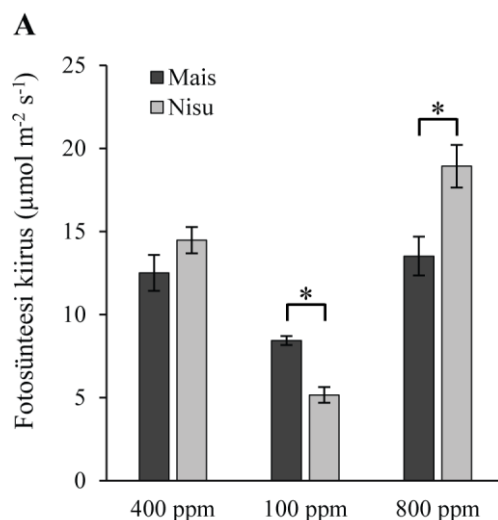 A
Fotosünteesi kiirus (µmol m⁻² s⁻¹)
25
20
15
10
5
0
Mais
Nisu
*
*
400 ppm
100 ppm
800 ppm